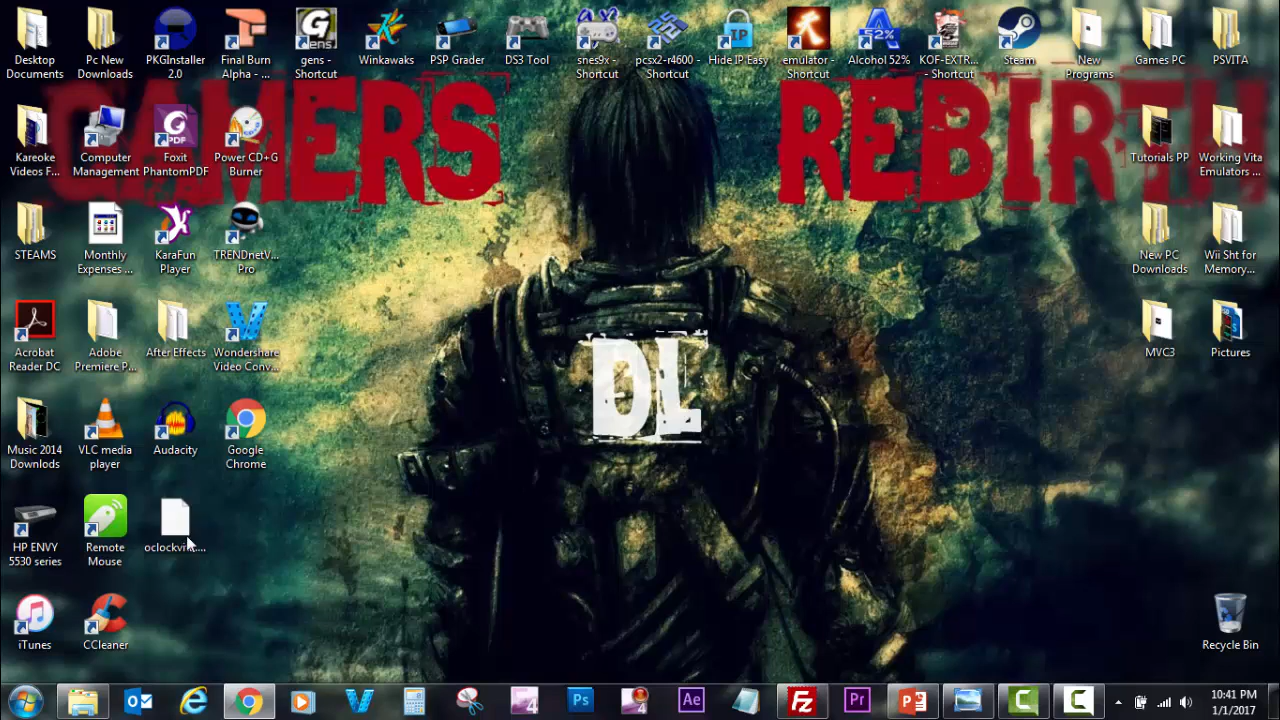 Desktop
Documents
Pc New
Downloads
PKGInstaller
2.0
Final Burn
Alpha - ...
gens -
Shortcut
Winkawaks
PSP Grader
DS3 Tool
snes9x -
Shortcut
pcsx2-r4600 -
Shortcut
Hide IP Easy
emulator -
Shortcut
Alcohol 52%
KOF-EXTR...
- Shortcut
Steam
New
Programs
Games PC
PSVITA
GAMERS REBIRTH
Kareoke
Videos F...
Computer
Management
Foxit
PhantomPDF
Power CD+G
Burner
Tutorials PP
Working Vita
Emulators ...
STEAMS
Monthly
Expenses ...
KaraFun
Player
TRENDnetV...
Pro
New PC
Downloads
Wii Sht for
Memory...
Acrobat
Reader DC
Adobe
Premiere P...
After Effects
Wondershare
Video Conv...
MVC3
Pictures
DL
Music 2014
Downlods
VLC media
player
Audacity
Google
Chrome
HP ENVY
5530 series
Remote
Mouse
iTunes
CCleaner
Recycle Bin
10:41 PM
1/1/2017